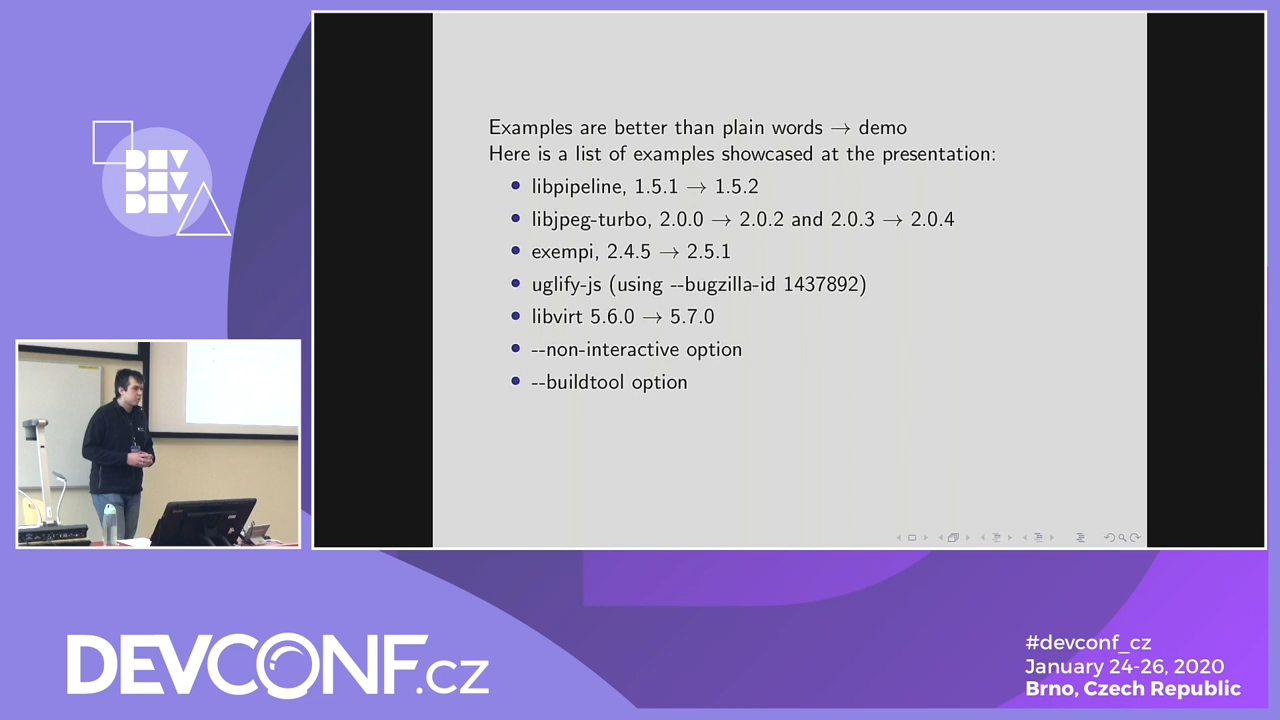 DEV
DEV
DEV
Examples are better than plain words → demo
Here is a list of examples showcased at the presentation:
libpipeline, 1.5.1 → 1.5.2
libjpeg-turbo, 2.0.0 → 2.0.2 and 2.0.3 → 2.0.4
exempi, 2.4.5 → 2.5.1
uglify-js (using --bugzilla-id 1437892)
libvirt 5.6.0 → 5.7.0
--non-interactive option
--buildtool option
DEVCONF.cz
#devconf_cz
January 24-26, 2020
Brno, Czech Republic